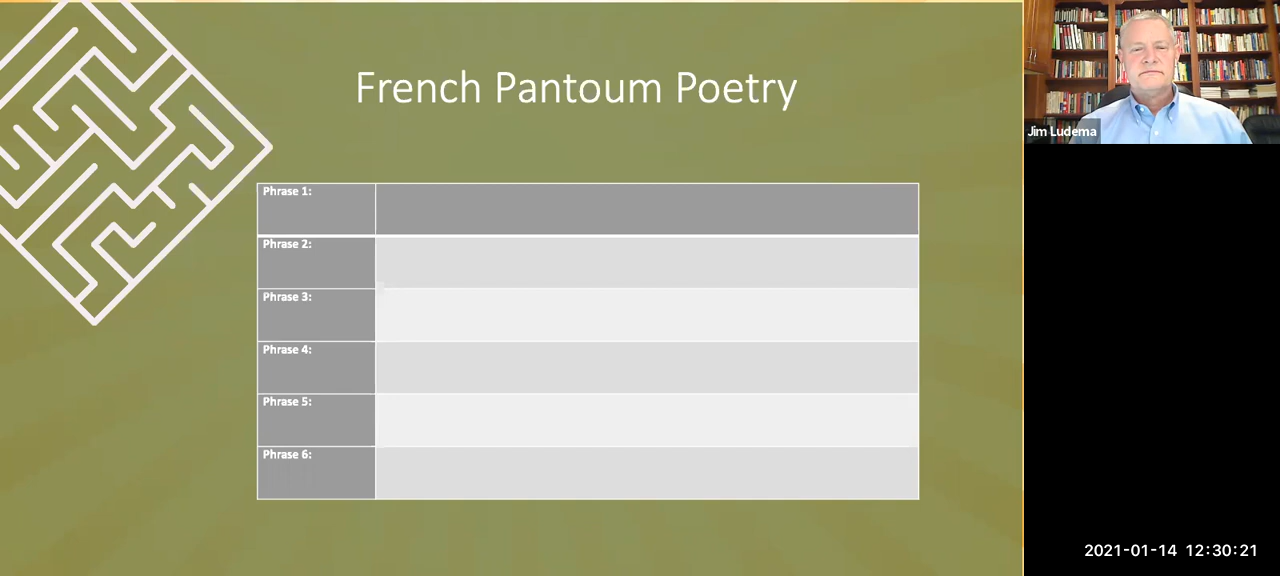 French Pantoum Poetry
Phrase 1:
Phrase 2:
Phrase 3:
Phrase 4:
Phrase 5:
Phrase 6:
Jim Ludema
2021-01-14 12:30:21